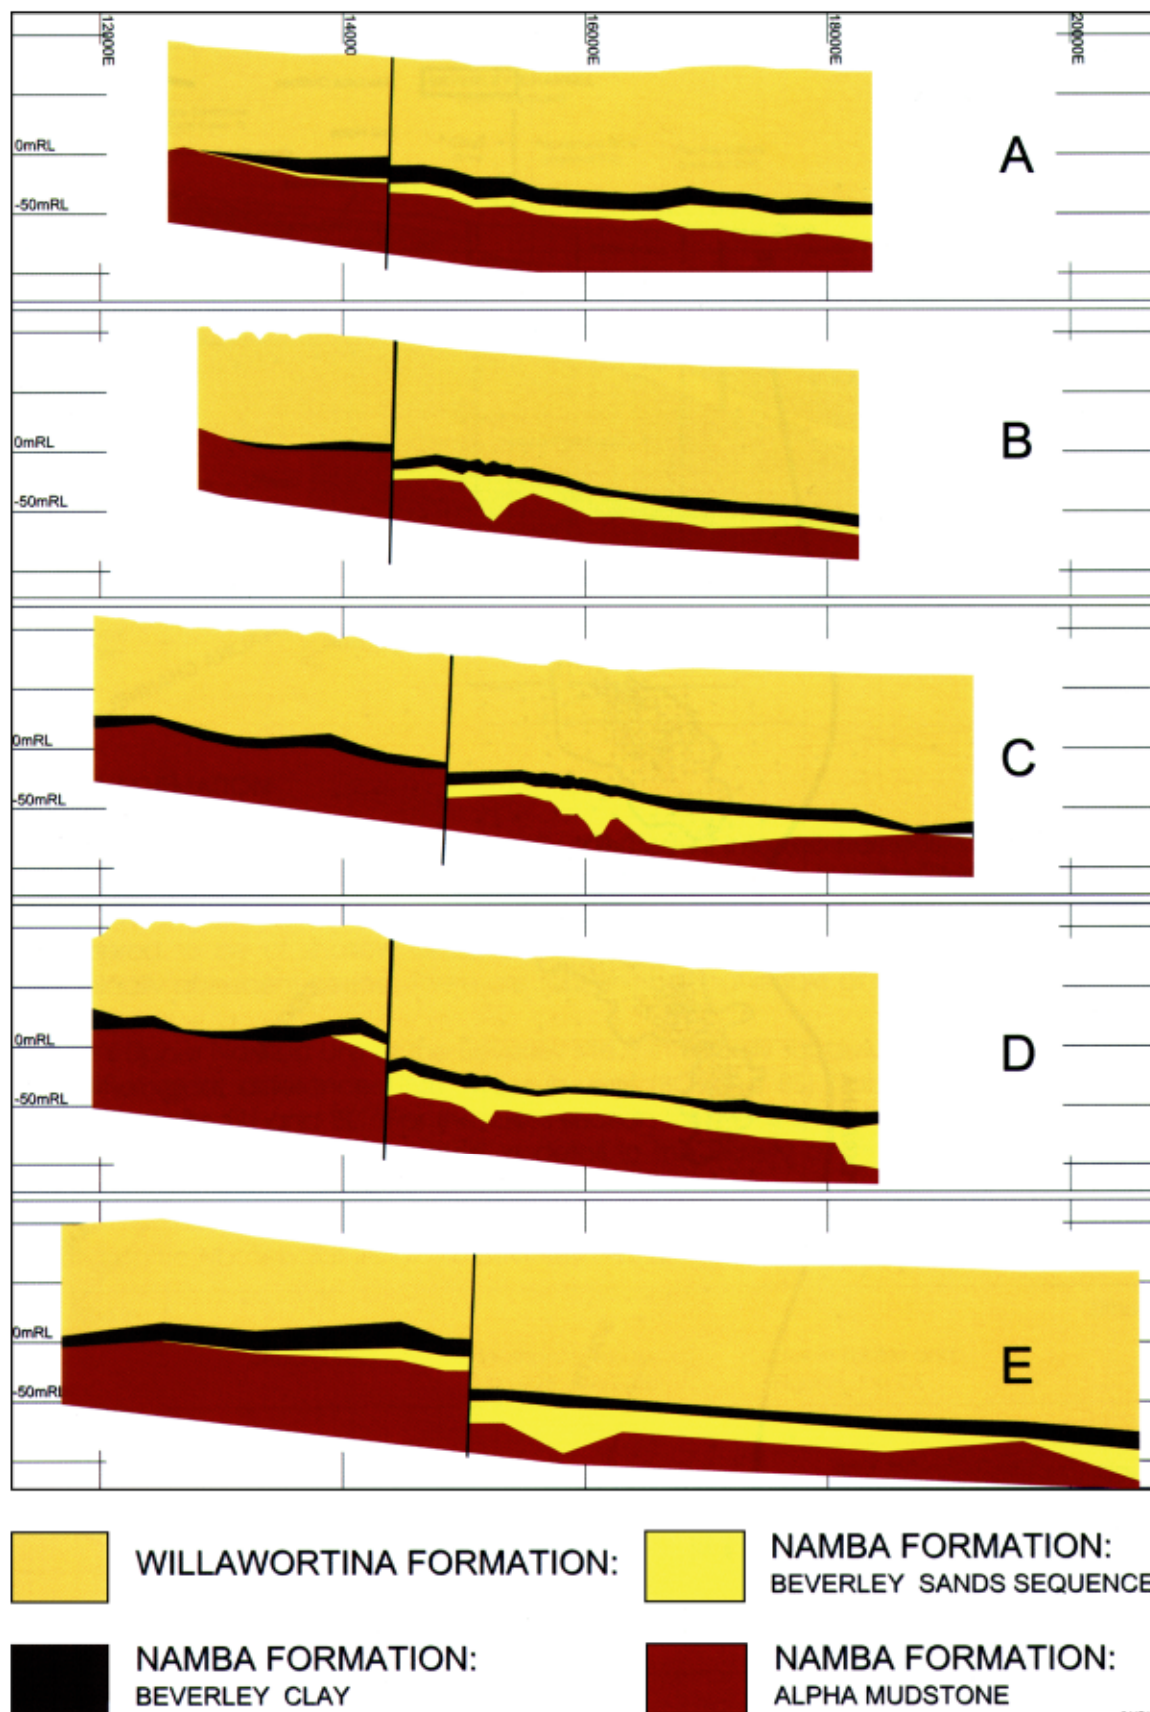 12000E
14000
16000E
18000E
20000E
0mRL
-50mRL
A
0mRL
-50mRL
B
0mRL
-50mRL
C
0mRL
-50mRL
D
0mRL
-50mRL
E
WILLAWORTINA FORMATION:
NAMBA FORMATION:
BEVERLEY SANDS SEQUENCE
NAMBA FORMATION:
BEVERLEY CLAY
NAMBA FORMATION:
ALPHA MUDSTONE